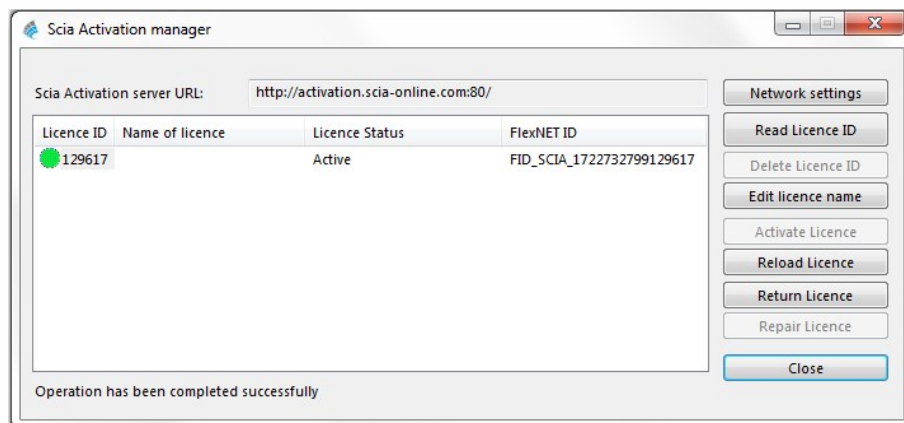 Scia Activation manager
Scia Activation server URL: http://activation.scia-online.com:80/
Network settings
Licence ID Name of licence Licence Status FlexNET ID
Read Licence ID
129617 Active FID_SCIA_1722732799129617
Delete Licence ID
Edit licence name
Activate Licence
Reload Licence
Return Licence
Repair Licence
Close
Operation has been completed successfully